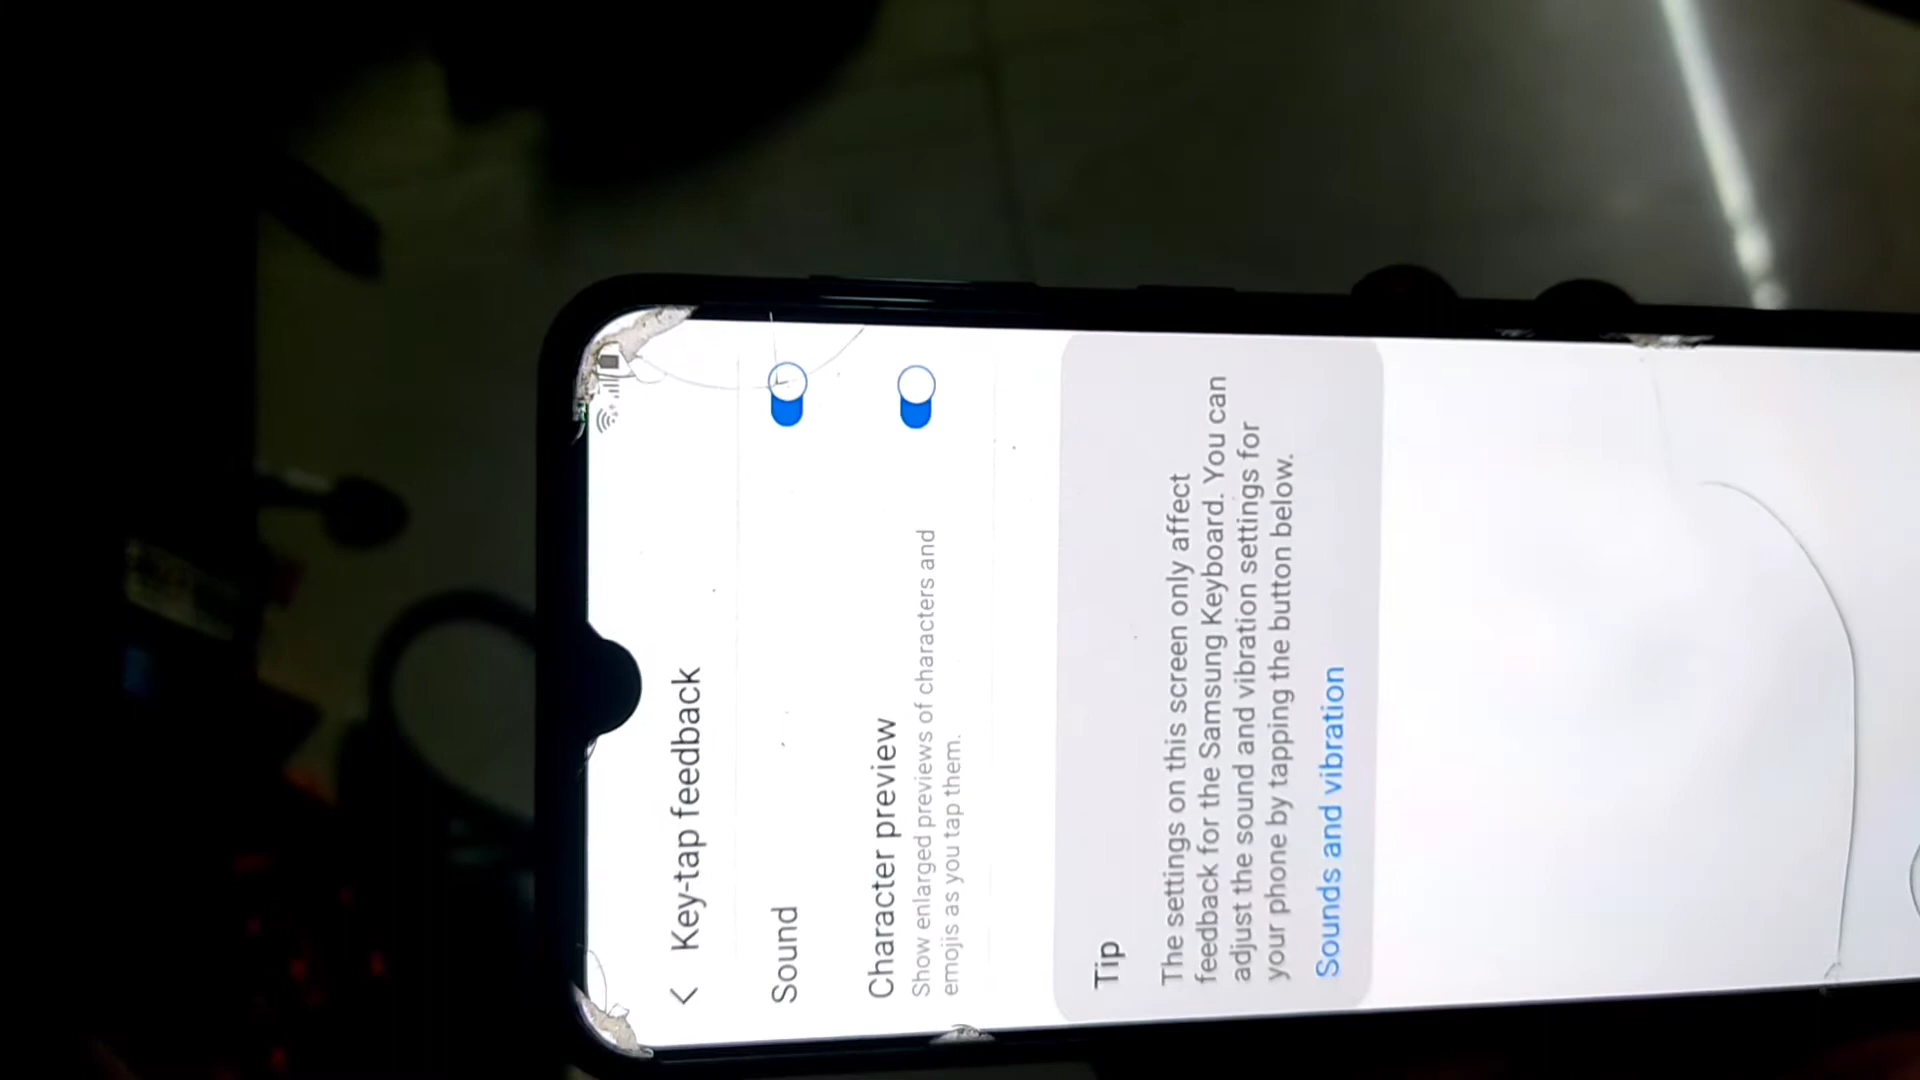 Key-tap feedback
Sound
Character preview
Show enlarged previews of characters and
emojis as you tap them.
Tip
The settings on this screen only affect
feedback for the Samsung Keyboard. You can
adjust the sound and vibration settings for
your phone by tapping the button below.
Sounds and vibration